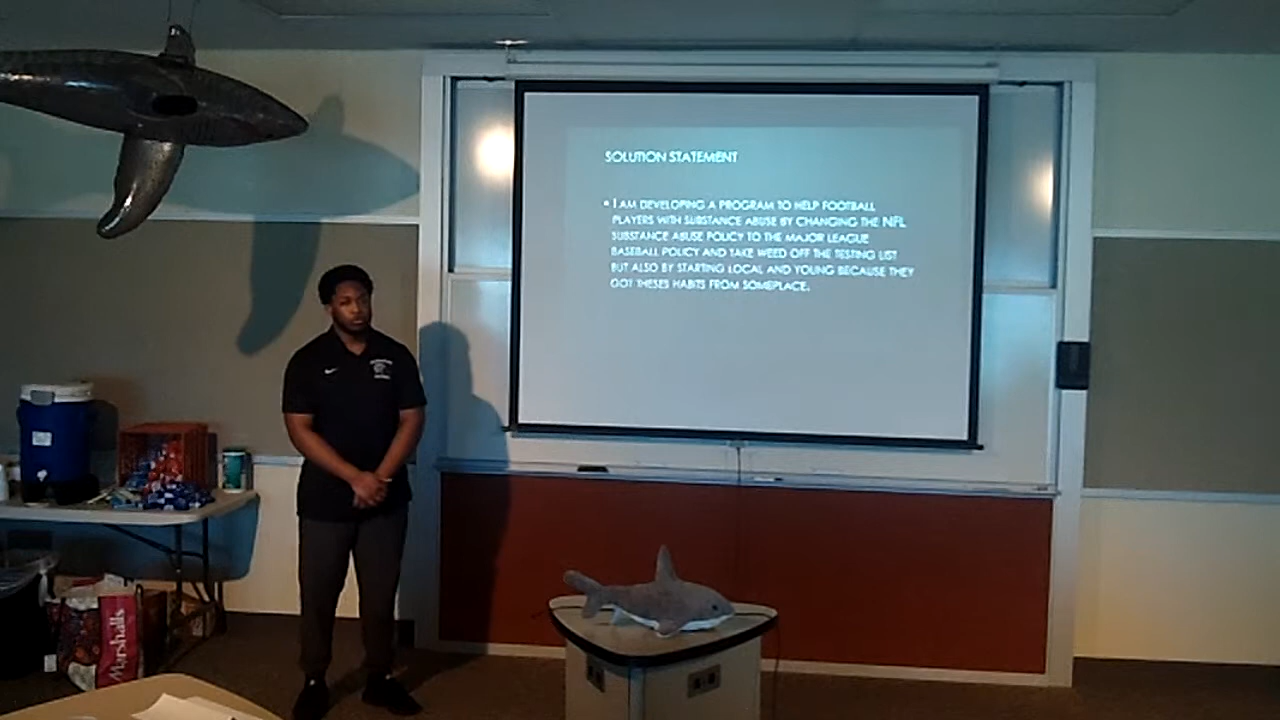 SOLUTION STATEMENT
• I AM DEVELOPING A PROGRAM TO HELP FOOTBALL
PLAYERS WITH SUBSTANCE ABUSE BY CHANGING THE NFL
SUBSTANCE ABUSE POLICY TO THE MAJOR LEAGUE
BASEBALL POLICY AND TAKE WEED OFF THE TESTING LIST
BUT ALSO BY STARTING LOCAL AND YOUNG BECAUSE THEY
GOT THESES HABITS FROM SOMEPLACE.
Marshalls